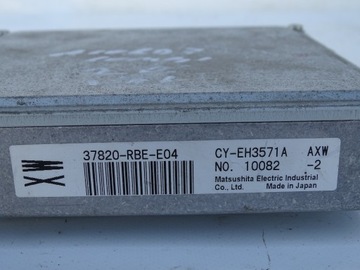 XW
37820-RBE-E04
CY-EH3571A AXW
NO. 10082 -2
Matsushita Electric Industrial
Co., Ltd. Made in Japan